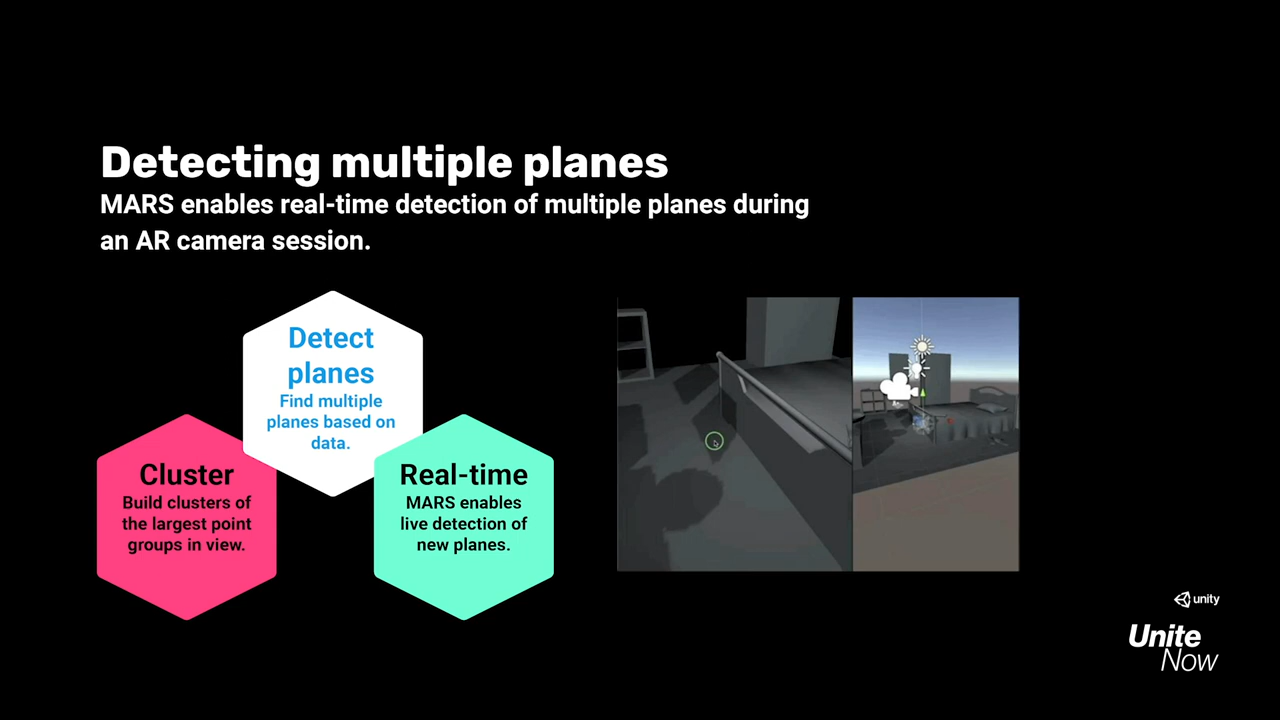 Detecting multiple planes
MARS enables real-time detection of multiple planes during
an AR camera session.
Detect
planes
Find multiple
planes based on
data.
Cluster
Build clusters of
the largest point
groups in view.
Real-time
MARS enables
live detection of
new planes.
unity
Unite
Now